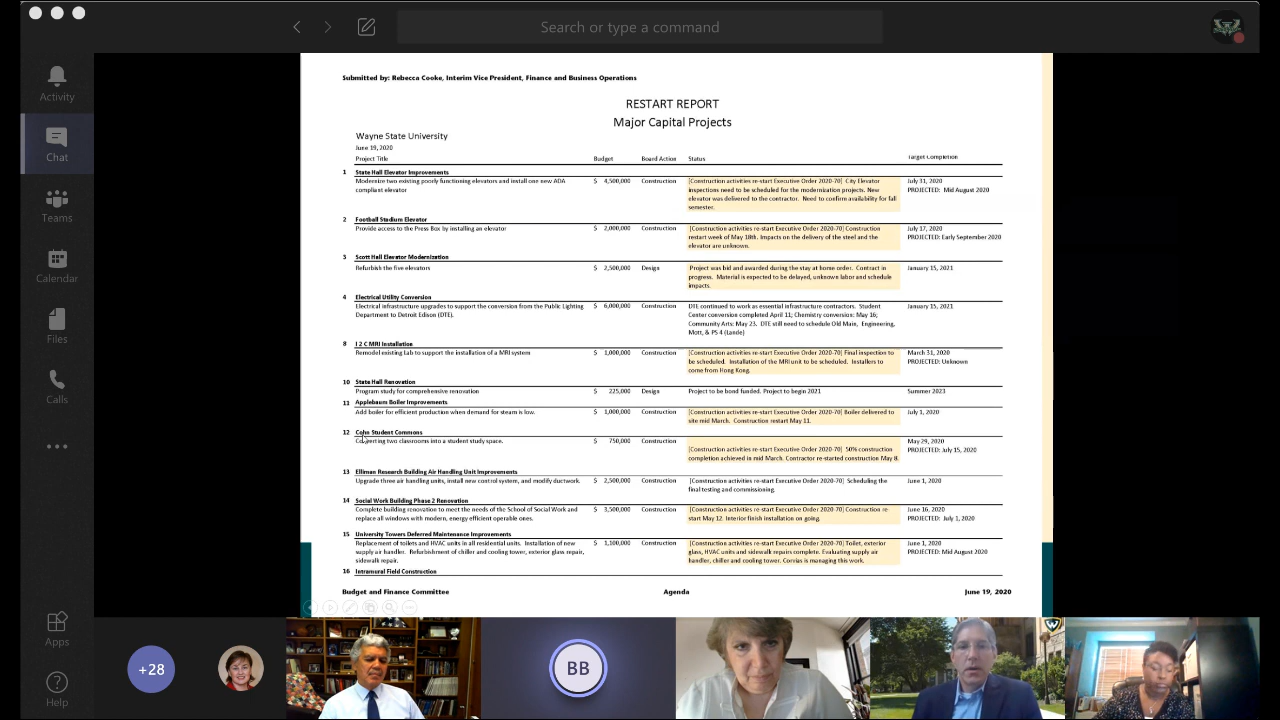 Search or type a command
Activity
Chat
Teams
Calendar
Files
Calls
Apps
Help
Submitted by: Rebecca Cooke, Interim Vice President, Finance and Business Operations
RESTART REPORT
Major Capital Projects
Wayne State University
June 19, 2020
Project Title Budget Board Action Status Target Completion
1 State Hall Elevator Improvements
Modernize two existing poorly functioning elevators and install one new ADA $ 4,500,000 Construction [Construction activities re-start Executive Order 2020-70] City Elevator July 31, 2020
compliant elevator inspections need to be scheduled for the modernization projects. New PROJECTED: Mid August 2020
elevator was delivered to the contractor. Need to confirm availability for fall
semester.
2 Football Stadium Elevator
Provide access to the Press Box by installing an elevator $ 2,000,000 Construction [Construction activities re-start Executive Order 2020-70] Construction July 17, 2020
restart week of May 18th. Impacts on the delivery of the steel and the PROJECTED: Early September 2020
elevator are unknown.
3 Scott Hall Elevator Modernization
Refurbish the five elevators $ 2,500,000 Design Project was bid and awarded during the stay at home order. Contract in January 15, 2021
progress. Material is expected to be delayed, unknown labor and schedule
impacts.
4 Electrical Utility Conversion
Electrical infrastructure upgrades to support the conversion from the Public Lighting $ 6,000,000 Construction DTE continued to work as essential infrastructure contractors. Student January 15, 2021
Department to Detroit Edison (DTE). Center conversion completed April 11; Chemistry conversion: May 16;
Community Arts: May 23. DTE still need to schedule Old Main, Engineering,
Mott, & PS 4 (Lande)
8 I 2 C MRI Installation
Remodel existing Lab to support the installation of a MRI system $ 1,000,000 Construction [Construction activities re-start Executive Order 2020-70] Final inspection to March 31, 2020
be scheduled. Installation of the MRI unit to be scheduled. Installers to PROJECTED: Unknown
come from Hong Kong.
10 State Hall Renovation
Program study for comprehensive renovation $ 225,000 Design Project to be bond funded. Project to begin 2021 Summer 2023
11 Applebaum Boiler Improvements
Add boiler for efficient production when demand for steam is low. $ 1,000,000 Construction [Construction activities re-start Executive Order 2020-70] Boiler delivered to July 1, 2020
site mid March. Construction restart May 11.
12 Cohn Student Commons
Converting two classrooms into a student study space. $ 750,000 Construction May 29, 2020
[Construction activities re-start Executive Order 2020-70] 50% construction PROJECTED: July 15, 2020
completion achieved in mid March. Contractor re-started construction May 8.
13 Elliman Research Building Air Handling Unit Improvements
Upgrade three air handling units, install new control system, and modify ductwork. $ 2,500,000 Construction [Construction activities re-start Executive Order 2020-70] Scheduling the June 1, 2020
final testing and commissioning.
14 Social Work Building Phase 2 Renovation
Complete building renovation to meet the needs of the School of Social Work and $ 3,500,000 Construction [Construction activities re-start Executive Order 2020-70] Construction re- June 16, 2020
replace all windows with modern, energy efficient operable ones. start May 12. Interior finish installation on going. PROJECTED: July 1, 2020
15 University Towers Deferred Maintenance Improvements
Replacement of toilets and HVAC units in all residential units. Installation of new $ 1,100,000 Construction [Construction activities re-start Executive Order 2020-70] Toilet, exterior June 1, 2020
supply air handler. Refurbishment of chiller and cooling tower, exterior glass repair, glass, HVAC units and sidewalk repairs complete. Evaluating supply air PROJECTED: Mid August 2020
sidewalk repair. handler, chiller and cooling tower. Corvias is managing this work.
16 Intramural Field Construction
Budget and Finance Committee Agenda June 19, 2020
+28
BB